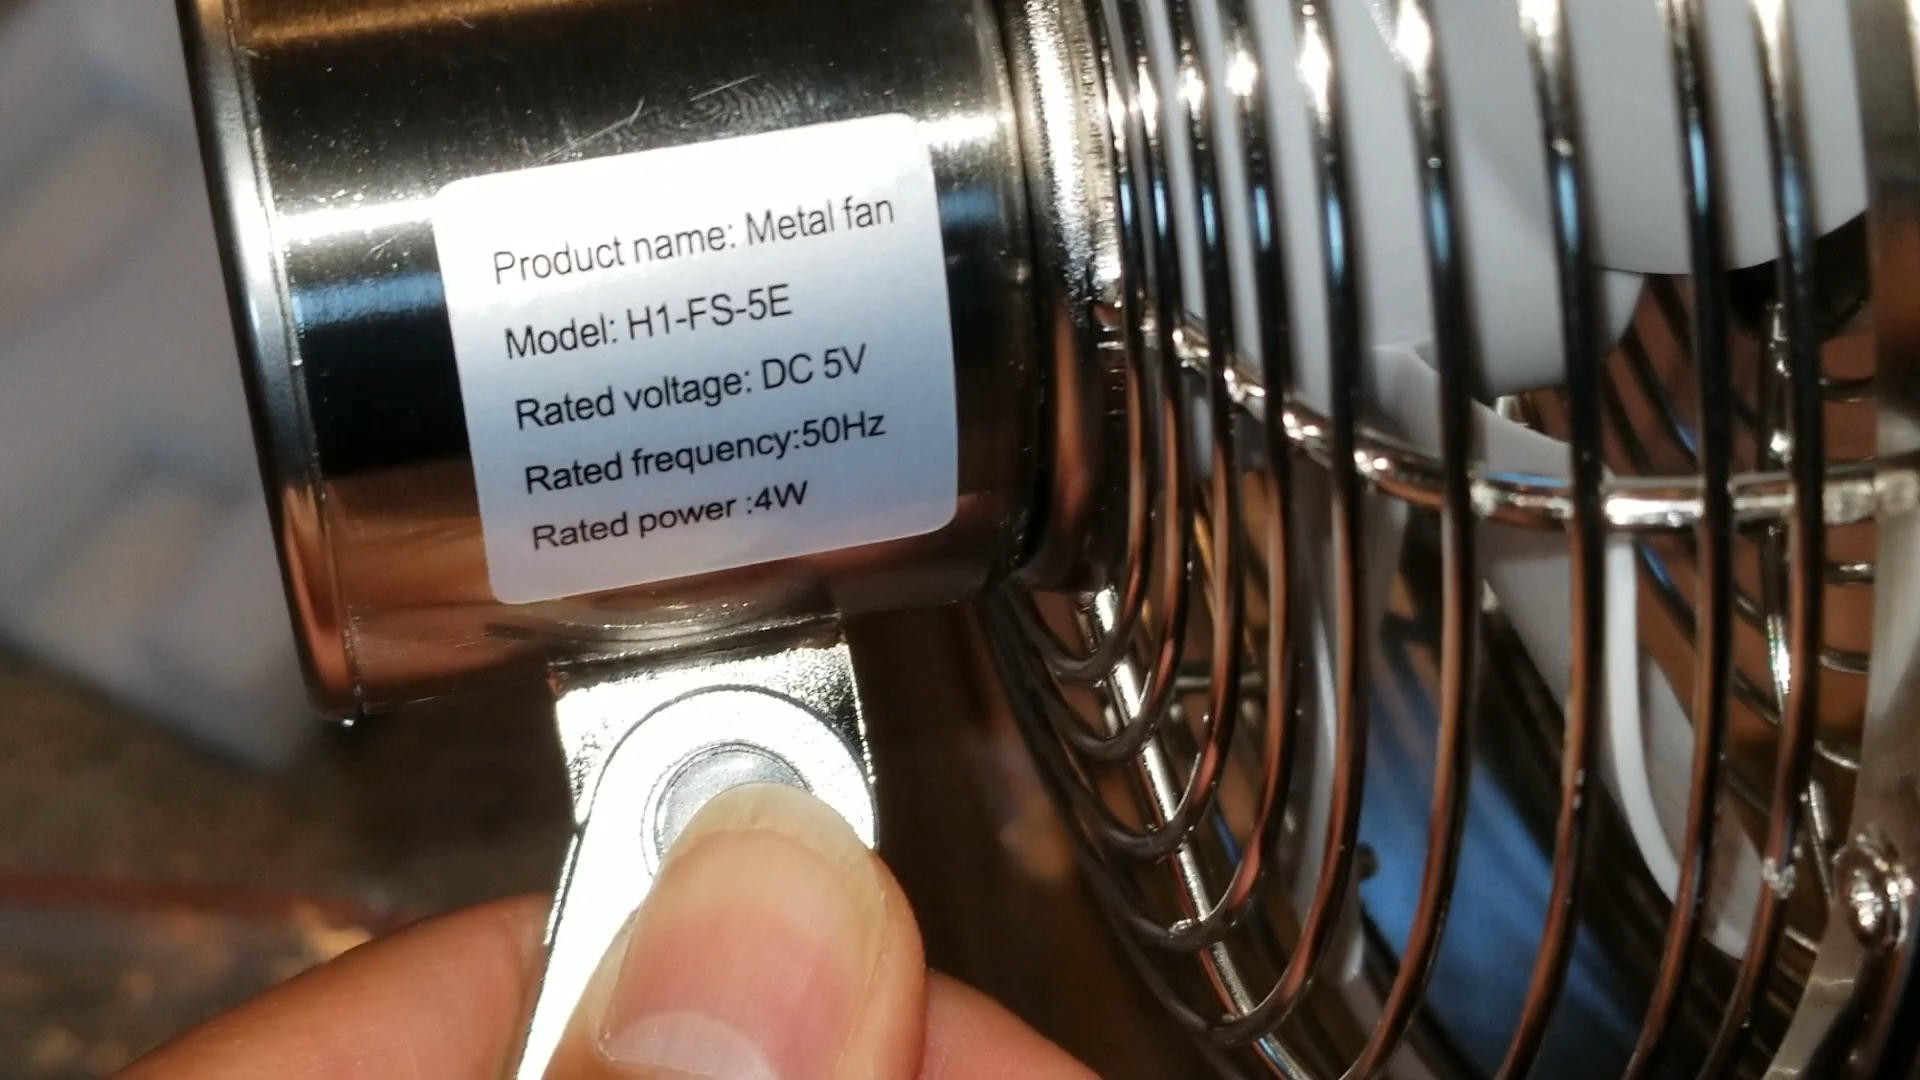 Product name: Metal fan
Model: H1-FS-5E
Rated voltage: DC 5V
Rated frequency:50Hz
Rated power :4W